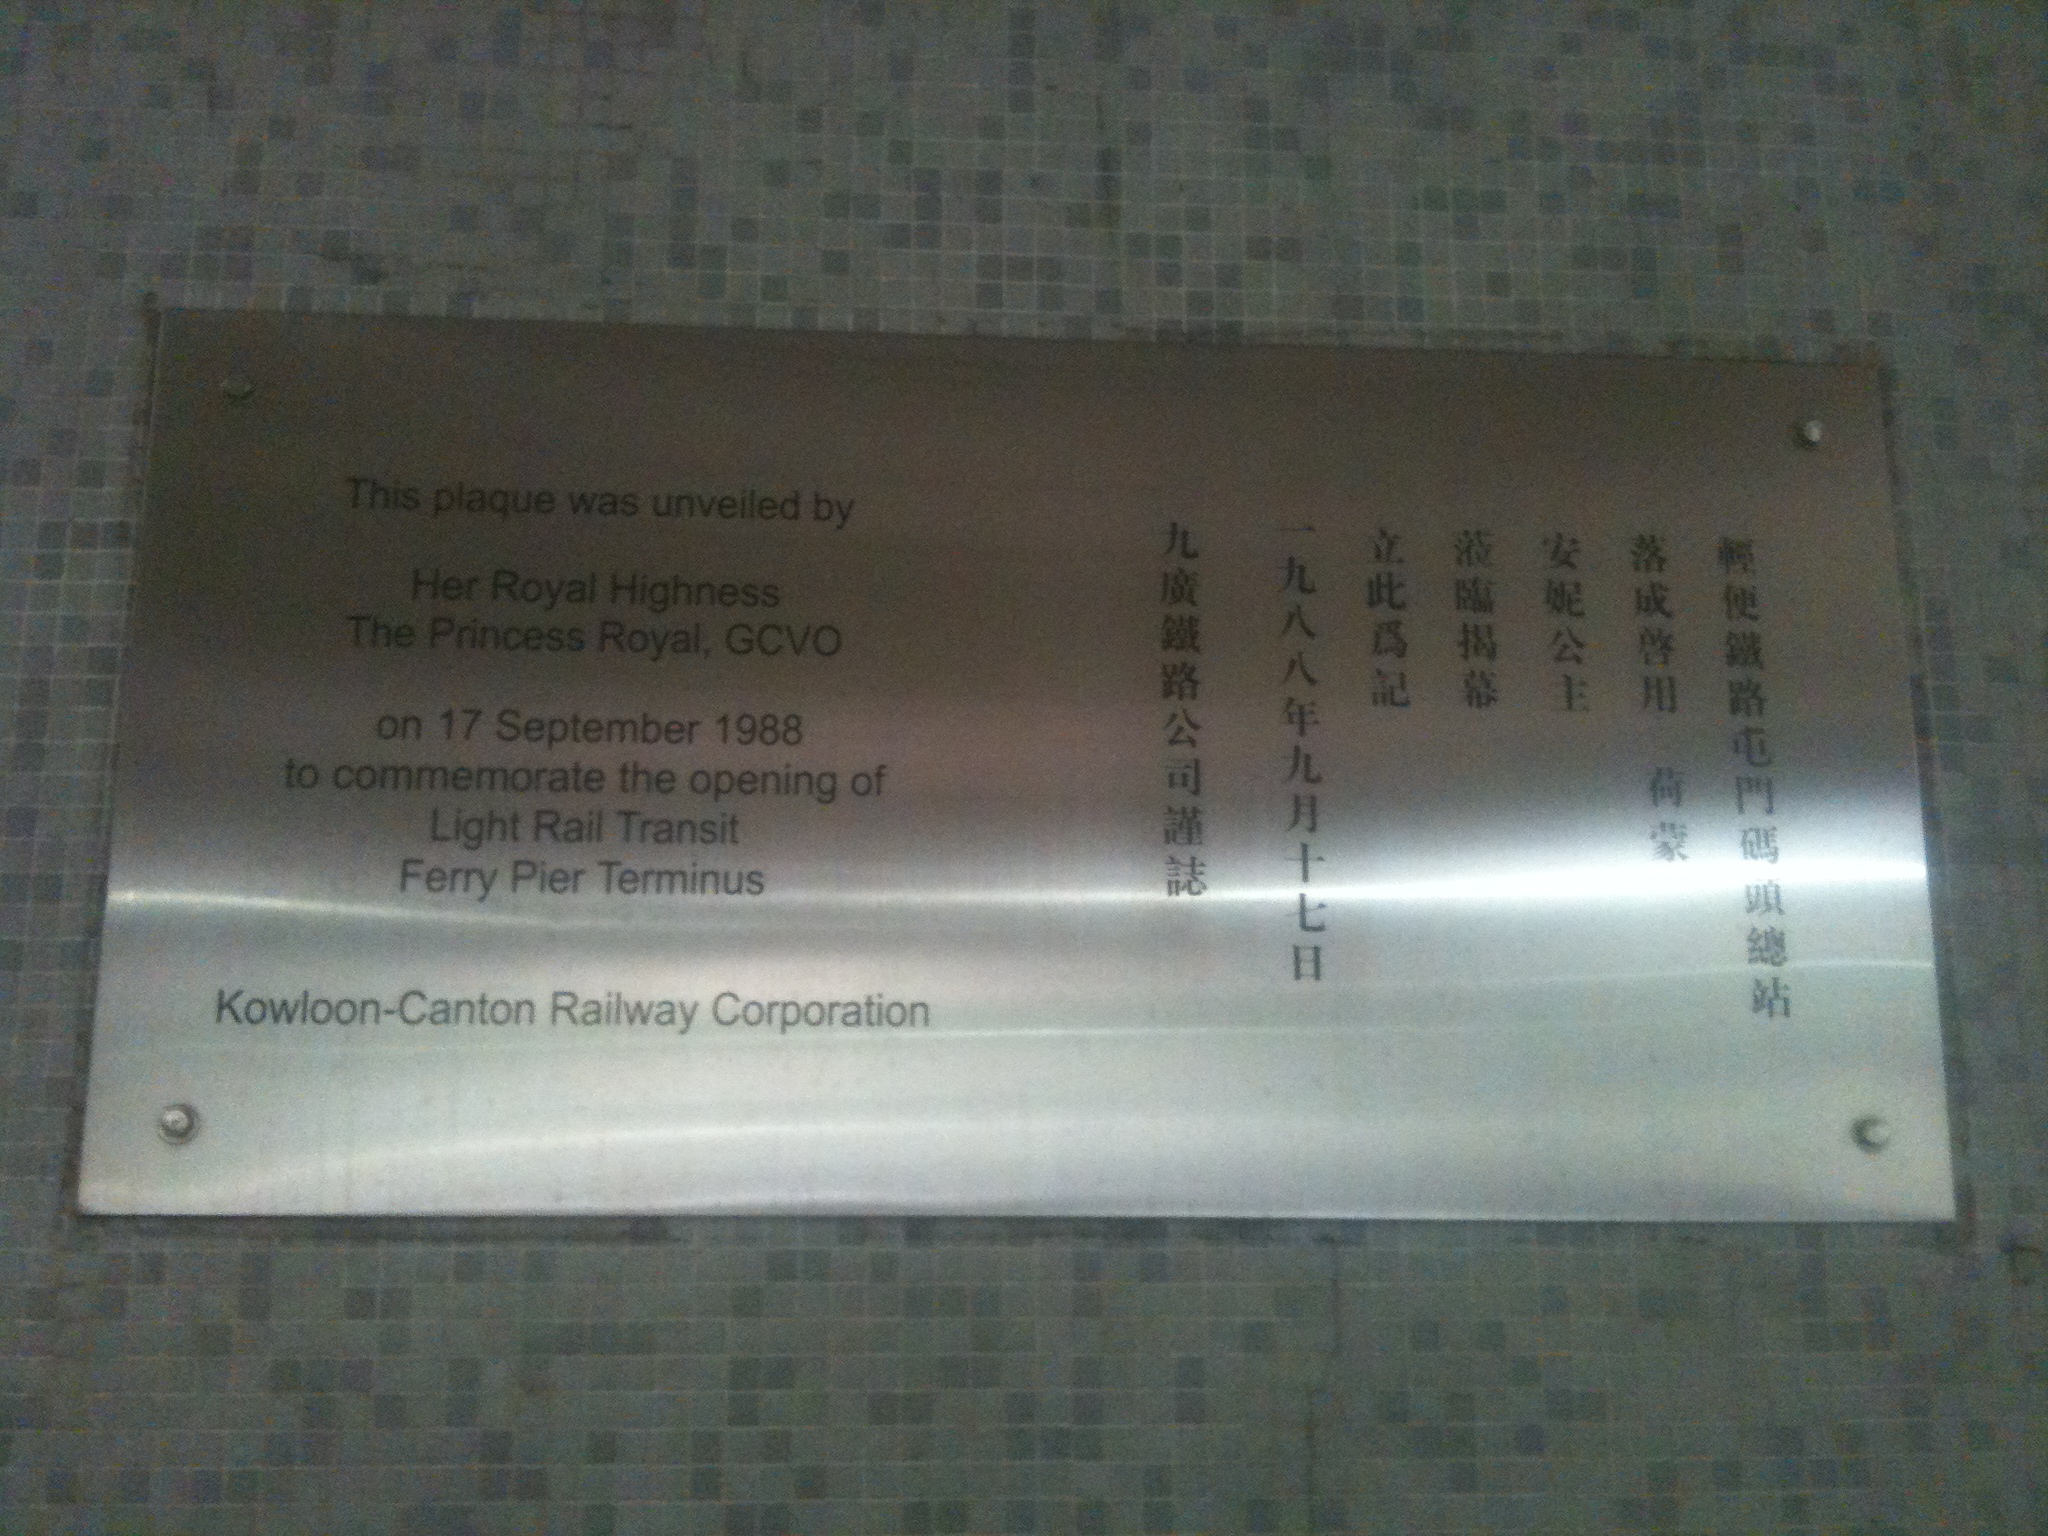 This plaque was unveiled by
Her Royal Highness
The Princess Royal, GCVO
on 17 September 1988
to commemorate the opening of
Light Rail Transit
Ferry Pier Terminus
Kowloon-Canton Railway Corporation
輕便鐵路屯門碼頭總站
落成啓用 荷蒙
安妮公主
蒞臨揭幕
立此爲記
一九八八年九月十七日
九廣鐵路公司謹誌